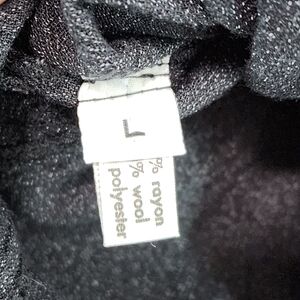 L
% rayon
% wool
polyester